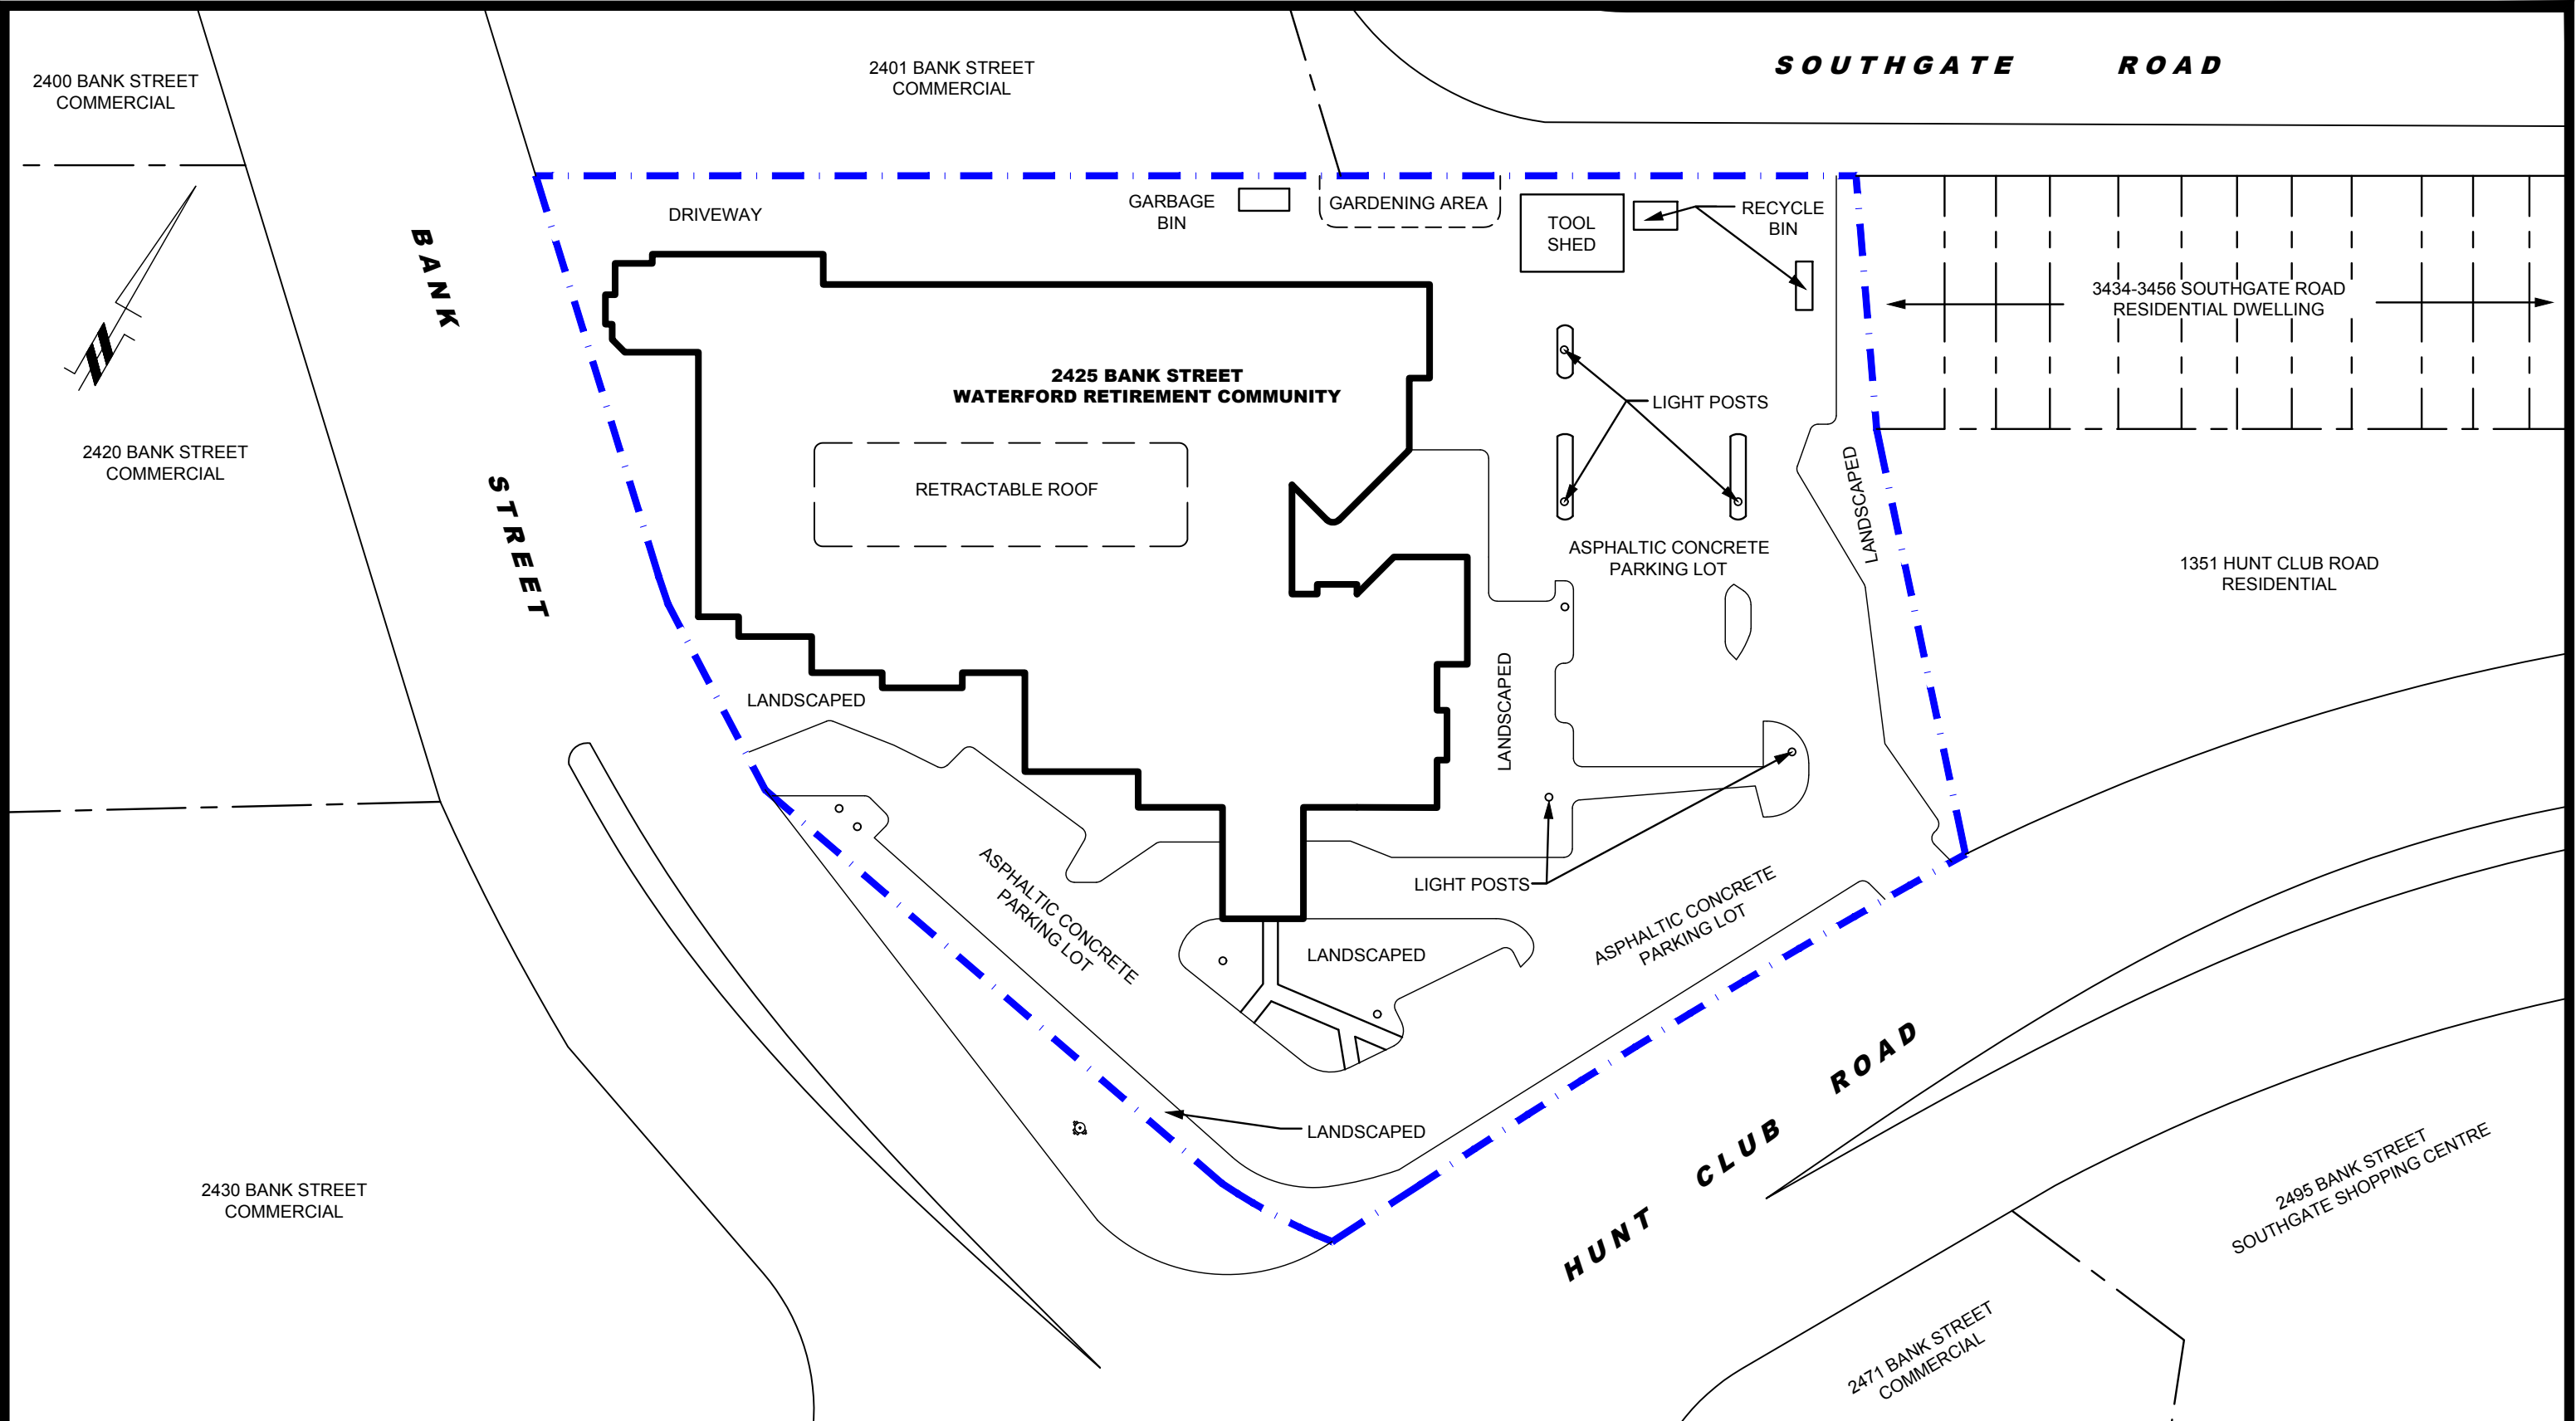 SOUTHGATE ROAD
2400 BANK STREET
COMMERCIAL
2401 BANK STREET
COMMERCIAL
DRIVEWAY
GARBAGE
BIN
GARDENING AREA
TOOL
SHED
RECYCLE
BIN
BANK STREET
3434-3456 SOUTHGATE ROAD
RESIDENTIAL DWELLING
2425 BANK STREET
WATERFORD RETIREMENT COMMUNITY
LIGHT POSTS
2420 BANK STREET
COMMERCIAL
RETRACTABLE ROOF
LANDSCAPED
ASPHALTIC CONCRETE
PARKING LOT
1351 HUNT CLUB ROAD
RESIDENTIAL
LANDSCAPED
LANDSCAPED
LIGHT POSTS
ASPHALTIC CONCRETE
PARKING LOT
ASPHALTIC CONCRETE
PARKING LOT
LANDSCAPED
LANDSCAPED
HUNT CLUB ROAD
2430 BANK STREET
COMMERCIAL
2495 BANK STREET
SOUTHGATE SHOPPING CENTRE
2471 BANK STREET
COMMERCIAL